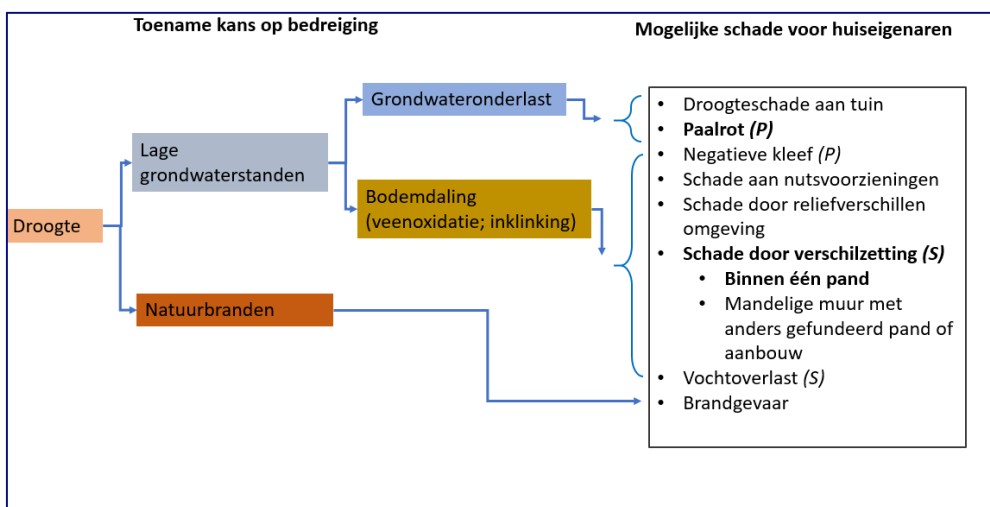 Toename kans op bedreiging
Mogelijke schade voor huiseigenaren
Droogte
Lage
grondwaterstanden
Natuurbranden
Grondwateronderlast
Bodemdaling
(veenoxidatie; inklinking)
• Droogteschade aan tuin
• Paalrot (P)
• Negatieve kleef (P)
• Schade aan nutsvoorzieningen
• Schade door reliefverschillen
omgeving
• Schade door verschilzetting (S)
• Binnen één pand
• Mandelige muur met
anders gefundeerd pand of
aanbouw
• Vochtoverlast (S)
• Brandgevaar